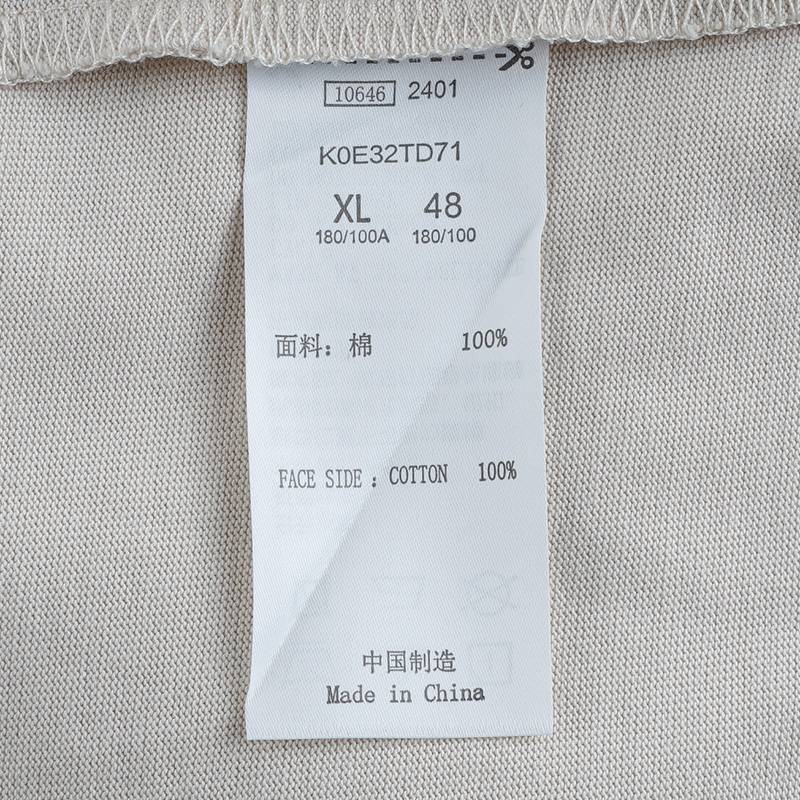 10646 2401
K0E32TD71
XL 48
180/100A 180/100
面料：棉 100%
FACE SIDE：COTTON 100%
中国制造
Made in China